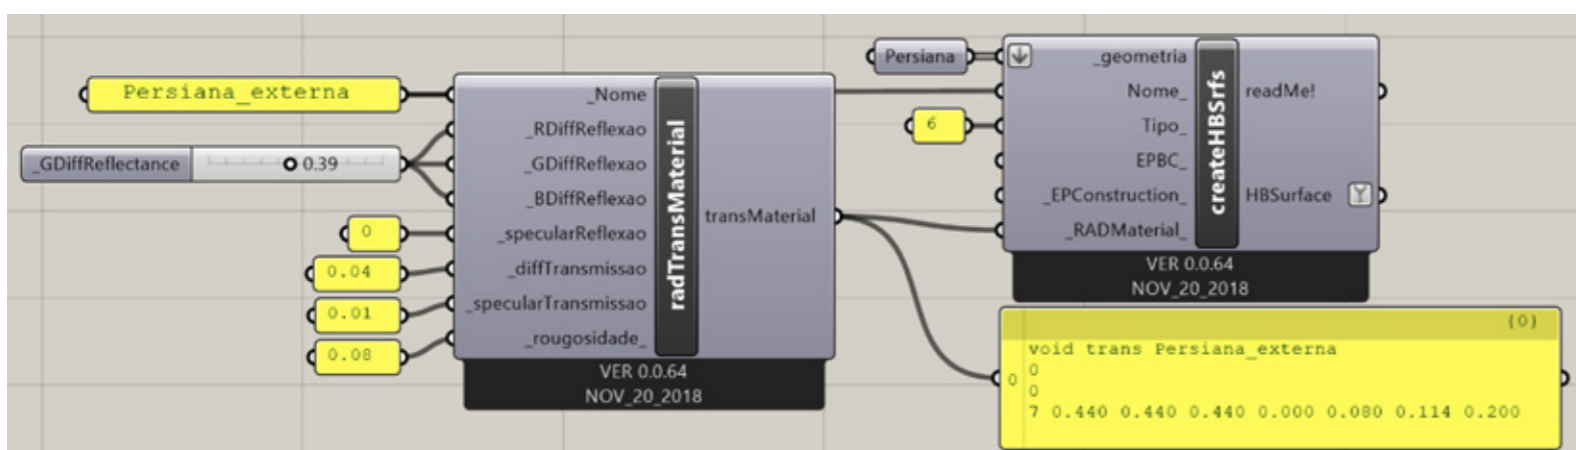 Persiana_externa
_GDiffReflectance
0.39
0
0.04
0.01
0.08
_Nome
_RDiffReflexao
_GDiffReflexao
_BDiffReflexao
_specularReflexao
_diffTransmissao
_specularTransmissao
_rougosidade_
radTransMaterial
transMaterial
VER 0.0.64
NOV_20_2018
Persiana
6
_geometria
Nome_
Tipo_
EPBC_
_EPConstruction_
_RADMaterial_
createHBSrfs
readMe!
HBSurface
VER 0.0.64
NOV_20_2018
{0}
0
void trans Persiana_externa
0
0
7 0.440 0.440 0.440 0.000 0.080 0.114 0.200